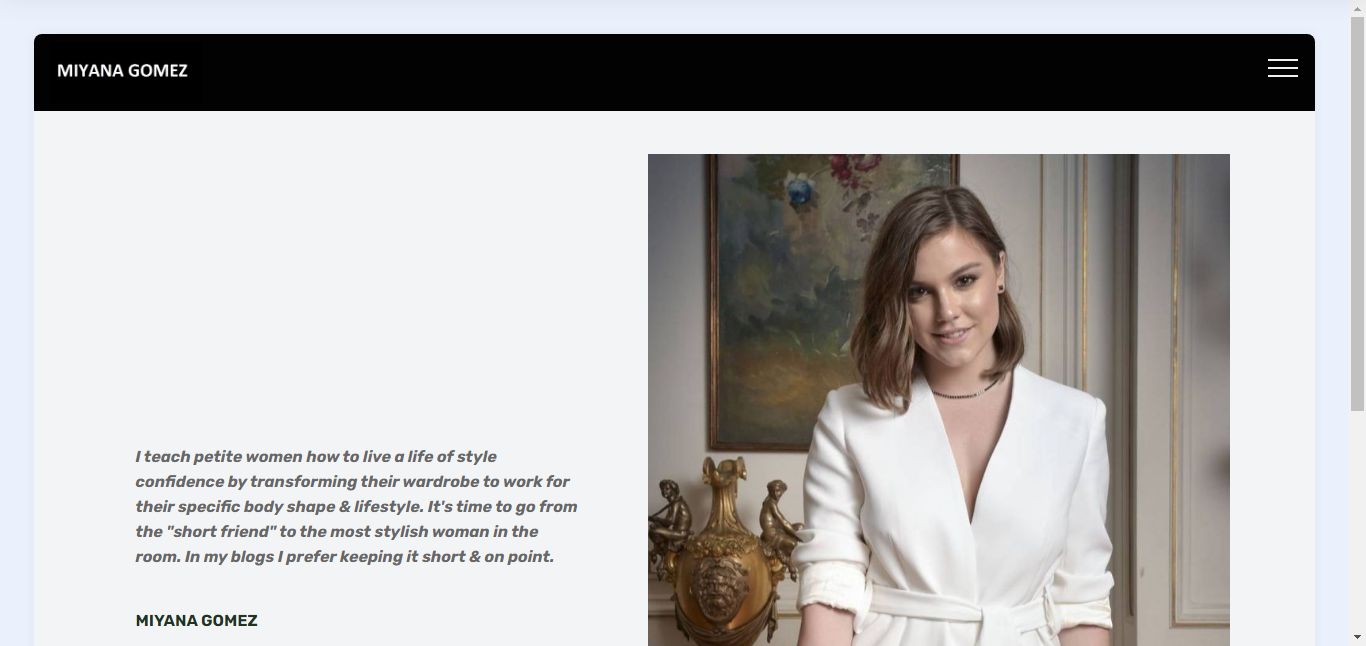 MIYANA GOMEZ
I teach petite women how to live a life of style
confidence by transforming their wardrobe to work for
their specific body shape & lifestyle. It's time to go from
the "short friend" to the most stylish woman in the
room. In my blogs I prefer keeping it short & on point.
MIYANA GOMEZ